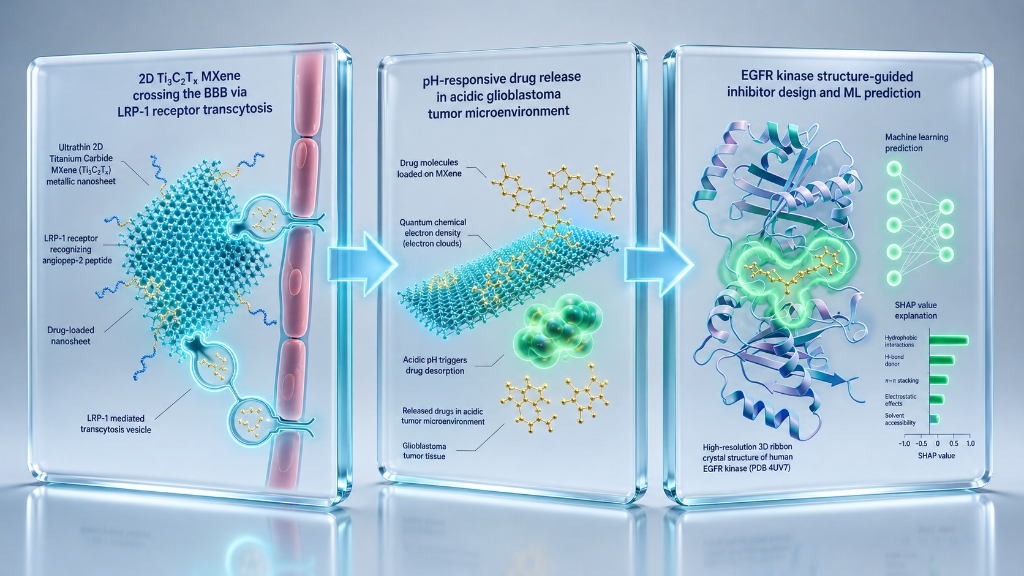 2D Ti₃C₂Tₓ MXene
crossing the BBB via
LRP-1 receptor transcytosis
Ultrathin 2D
Titanium Carbide
MXene (Ti₃C₂Tₓ)
metallic nanosheet
LRP-1 receptor
recognizing
angiopep-2 peptide
Drug-loaded
nanosheet
LRP-1 mediated
transcytosis vesicle
pH-responsive drug release
in acidic glioblastoma
tumor microenvironment
Drug molecules
loaded on MXene
Quantum chemical
electron density
(electron clouds)
Acidic pH triggers
drug desorption
Released drugs in acidic
tumor microenvironment
Glioblastoma
tumor tissue
EGFR kinase structure-guided
inhibitor design and ML prediction
Machine learning
prediction
SHAP value
explanation
Hydrophobic
interactions
H-bond
donor
π–π stacking
Electrostatic
effects
Solvent
accessibility
-1.0 -0.5 0 0.5 1.0
SHAP value
High-resolution 3D ribbon
crystal structure of human
EGFR kinase (PDB 4UV7)